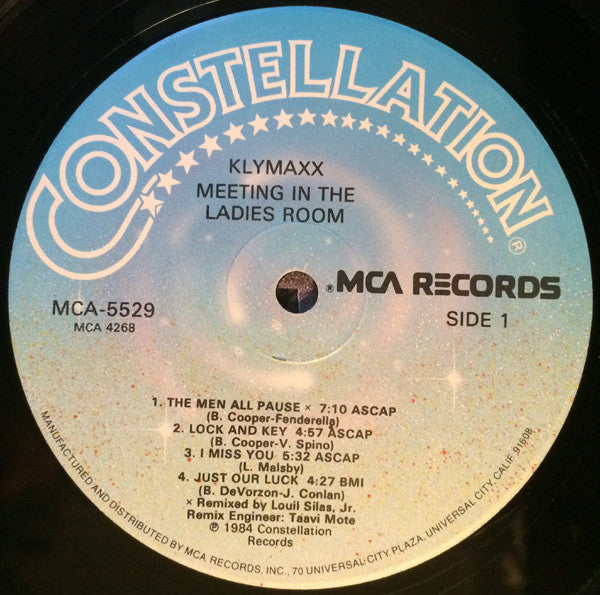 CONSTELLATION®
KLYMAXX
MEETING IN THE
LADIES ROOM
®MCA RECORDS
MCA-5529
MCA 4268
SIDE 1
1. THE MEN ALL PAUSE × 7:10 ASCAP
(B. Cooper-Fenderella)
2. LOCK AND KEY 4:57 ASCAP
(B. Cooper-V. Spino)
3. I MISS YOU 5:32 ASCAP
(L. Malsby)
4. JUST OUR LUCK 4:27 BMI
(B. DeVorzon-J. Conlan)
× Remixed by Louil Silas, Jr.
Remix Engineer: Taavi Mote
℗ 1984 Constellation
Records
MANUFACTURED AND DISTRIBUTED BY MCA RECORDS, INC., 70 UNIVERSAL CITY PLAZA, UNIVERSAL CITY, CALIF. 91608